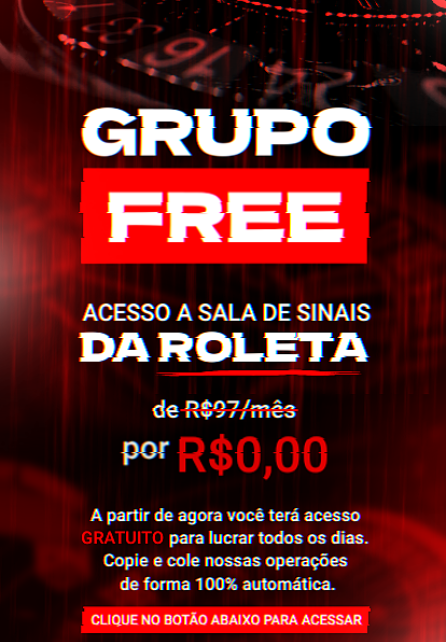 GRUPO
FREE
ACESSO A SALA DE SINAIS
DA ROLETA
de R$97/mês
por R$0,00
A partir de agora você terá acesso
GRATUITO para lucrar todos os dias.
Copie e cole nossas operações
de forma 100% automática.
CLIQUE NO BOTÃO ABAIXO PARA ACESSAR